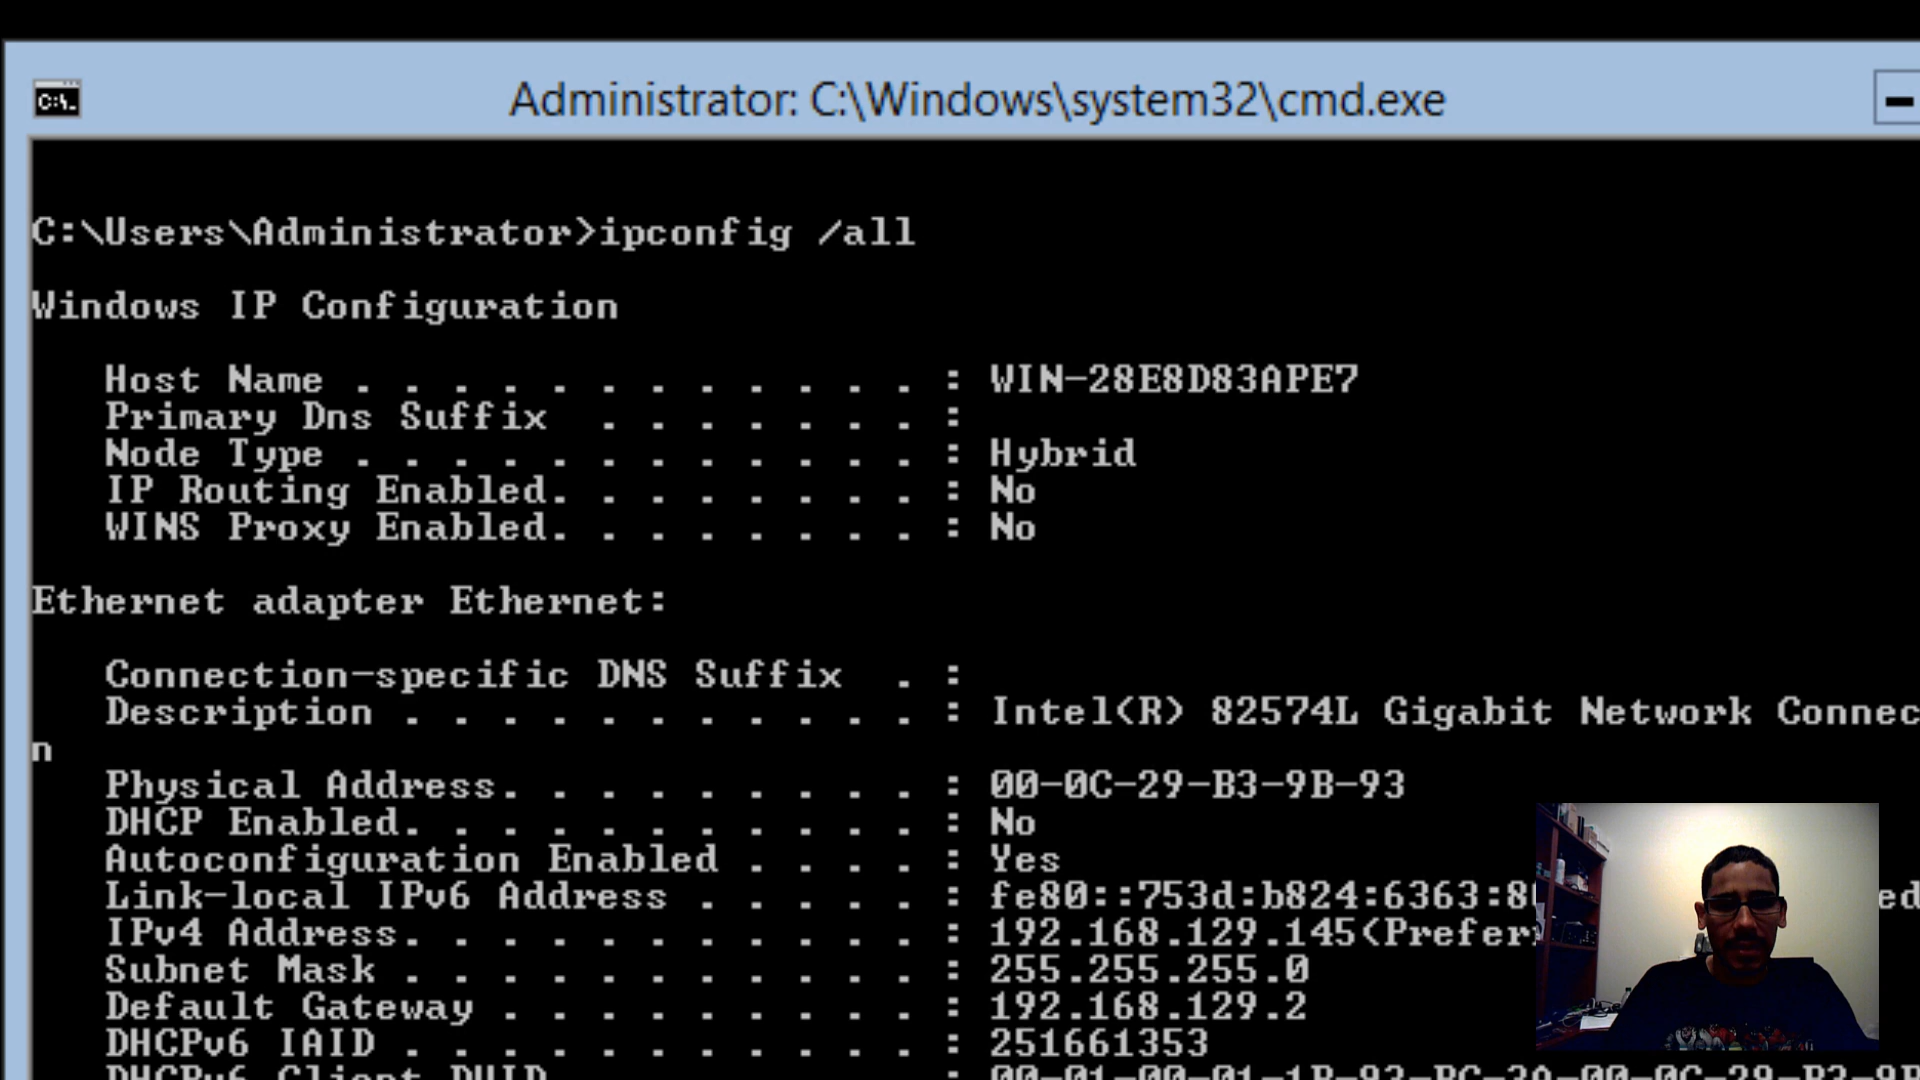 C:\.
Administrator: C:\Windows\system32\cmd.exe
C:\Users\Administrator>ipconfig /all
Windows IP Configuration
Host Name . . . . . . . . . . . . : WIN-28E8D83APE7
Primary Dns Suffix  . . . . . . . :
Node Type . . . . . . . . . . . . : Hybrid
IP Routing Enabled. . . . . . . . : No
WINS Proxy Enabled. . . . . . . . : No
Ethernet adapter Ethernet:
Connection-specific DNS Suffix  . :
Description . . . . . . . . . . . : Intel(R) 82574L Gigabit Network Connec
n
Physical Address. . . . . . . . . : 00-0C-29-B3-9B-93
DHCP Enabled. . . . . . . . . . . : No
Autoconfiguration Enabled . . . . : Yes
Link-local IPv6 Address . . . . . : fe80::753d:b824:6363:8 ed
IPv4 Address. . . . . . . . . . . : 192.168.129.145(Prefer
Subnet Mask . . . . . . . . . . . : 255.255.255.0
Default Gateway . . . . . . . . . : 192.168.129.2
DHCPv6 IAID . . . . . . . . . . . : 251661353
DHCPv6 Client DUID